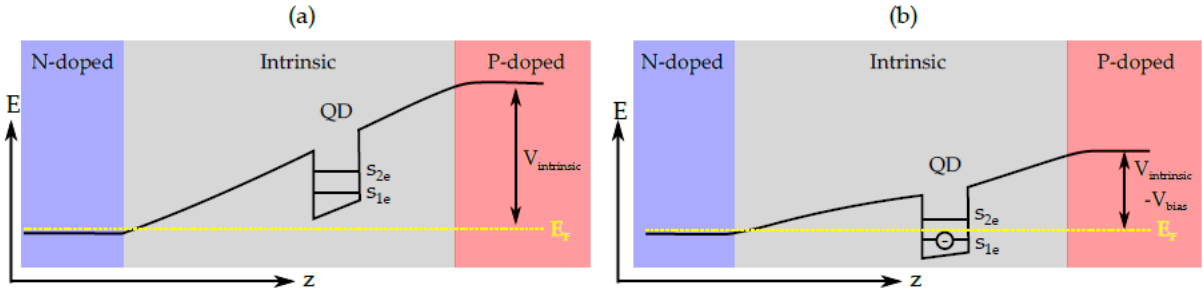 (a)
N-doped
Intrinsic
P-doped
E
QD
S2e
S1e
Vintrinsic
EF
z
(b)
N-doped
Intrinsic
P-doped
E
QD
S2e
S1e
-
Vintrinsic
-Vbias
EF
z